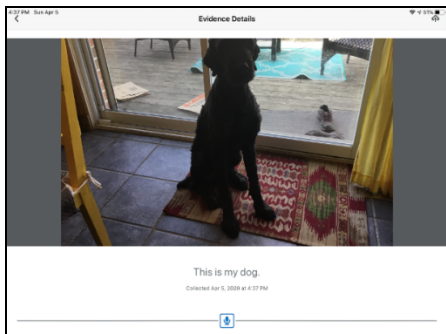 4:57 PM Sun Apr 5
51%
Evidence Details
This is my dog.
Collected Apr 5, 2020 at 4:57 PM